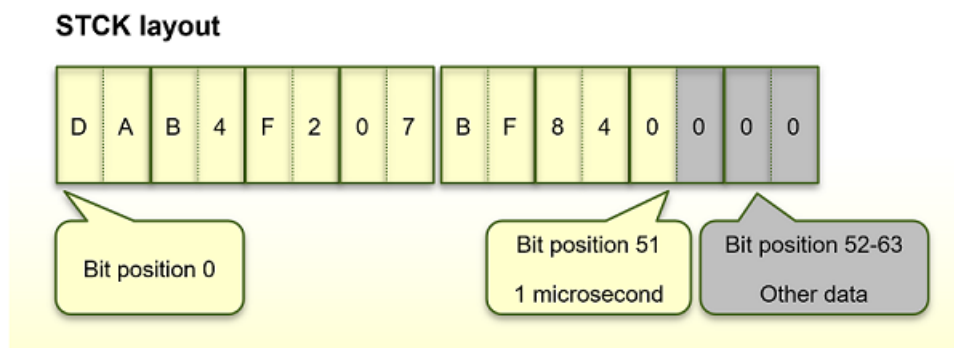 STCK layout
D A B 4 F 2 0 7 B F 8 4 0 0 0 0
Bit position 0
Bit position 51
1 microsecond
Bit position 52-63
Other data